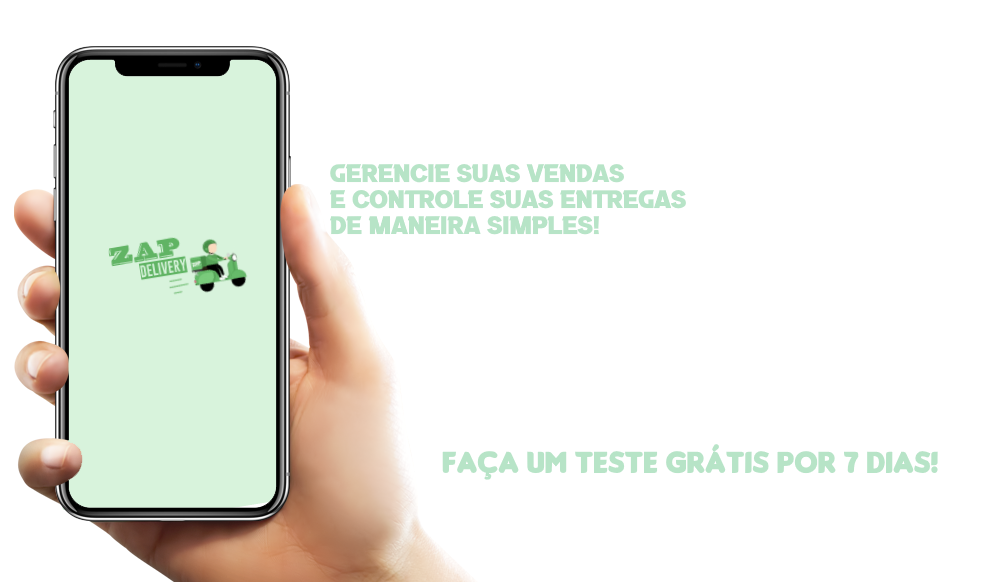 GERENCIE SUAS VENDAS
E CONTROLE SUAS ENTREGAS
DE MANEIRA SIMPLES!
ZAP
DELIVERY
FAÇA UM TESTE GRÁTIS POR 7 DIAS!